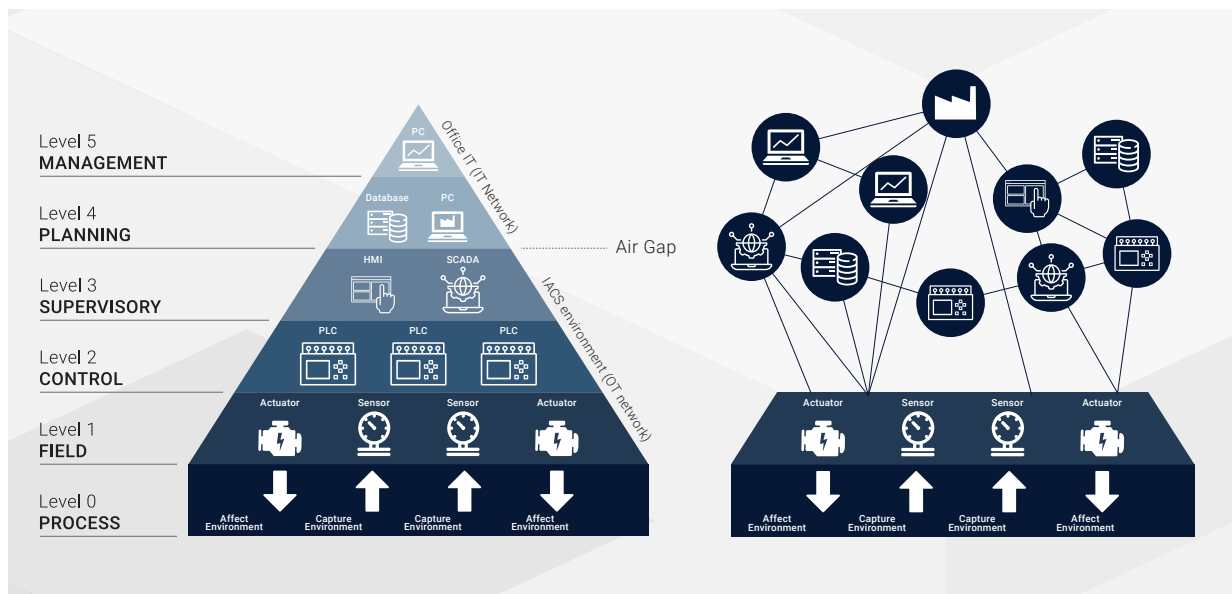 Level 5
MANAGEMENT
Level 4
PLANNING
Level 3
SUPERVISORY
Level 2
CONTROL
Level 1
FIELD
Level 0
PROCESS
PC
Database
PC
HMI
SCADA
PLC
PLC
PLC
Actuator
Sensor
Sensor
Actuator
Affect
Environment
Capture
Environment
Capture
Environment
Affect
Environment
Office IT (IT Network)
IACS environment (OT network)
Air Gap
Actuator
Sensor
Sensor
Actuator
Affect
Environment
Capture
Environment
Capture
Environment
Affect
Environment